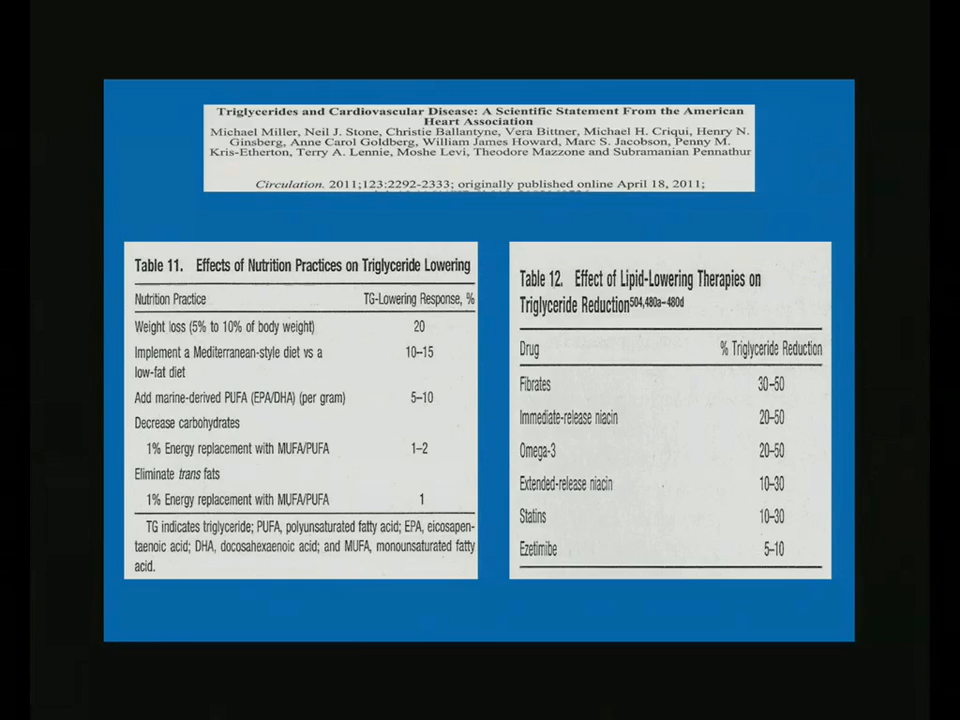 Triglycerides and Cardiovascular Disease: A Scientific Statement From the American
Heart Association
Michael Miller, Neil J. Stone, Christie Ballantyne, Vera Bittner, Michael H. Criqui, Henry N.
Ginsberg, Anne Carol Goldberg, William James Howard, Marc S. Jacobson, Penny M.
Kris-Etherton, Terry A. Lennie, Moshe Levi, Theodore Mazzone and Subramanian Pennathur
Circulation. 2011;123:2292-2333; originally published online April 18, 2011;
Table 11. Effects of Nutrition Practices on Triglyceride Lowering
Nutrition Practice TG-Lowering Response, %
Weight loss (5% to 10% of body weight) 20
Implement a Mediterranean-style diet vs a 10–15
low-fat diet
Add marine-derived PUFA (EPA/DHA) (per gram) 5–10
Decrease carbohydrates
1% Energy replacement with MUFA/PUFA 1–2
Eliminate trans fats
1% Energy replacement with MUFA/PUFA 1
TG indicates triglyceride; PUFA, polyunsaturated fatty acid; EPA, eicosapen-
taenoic acid; DHA, docosahexaenoic acid; and MUFA, monounsaturated fatty
acid.
Table 12. Effect of Lipid-Lowering Therapies on
Triglyceride Reduction504,480a–480d
Drug % Triglyceride Reduction
Fibrates 30–50
Immediate-release niacin 20–50
Omega-3 20–50
Extended-release niacin 10–30
Statins 10–30
Ezetimibe 5–10